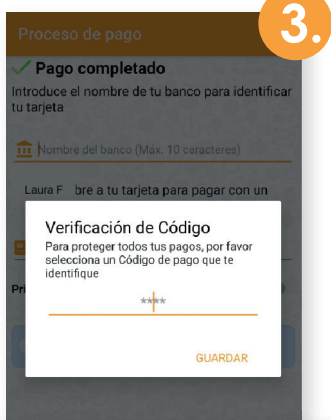 3.
Proceso de pago
Pago completado
Introduce el nombre de tu banco para identificar
tu tarjeta
Nombre del banco (Max. 10 caracteres)
Laura F bre a tu tarjeta para pagar con un
Verificación de Código
Para proteger todos tus pagos, por favor
selecciona un Código de pago que te
identifique
Pri
****
GUARDAR